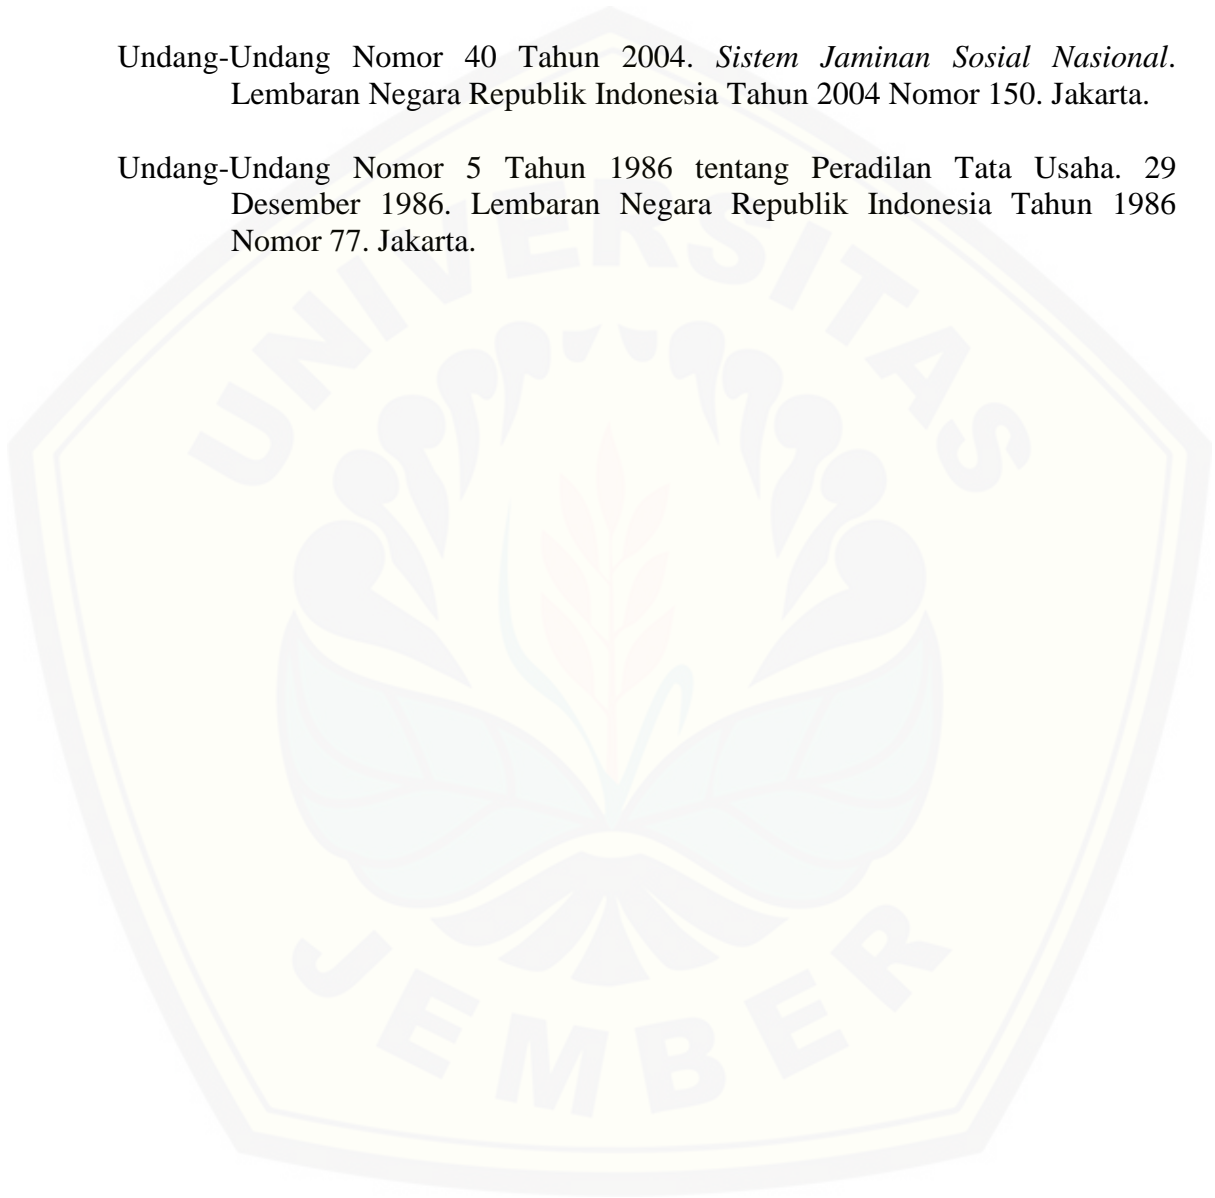 Undang-Undang Nomor 40 Tahun 2004. Sistem Jaminan Sosial Nasional.
Lembaran Negara Republik Indonesia Tahun 2004 Nomor 150. Jakarta.
Undang-Undang Nomor 5 Tahun 1986 tentang Peradilan Tata Usaha. 29
Desember 1986. Lembaran Negara Republik Indonesia Tahun 1986
Nomor 77. Jakarta.
UNIVERSITAS
JEMBER